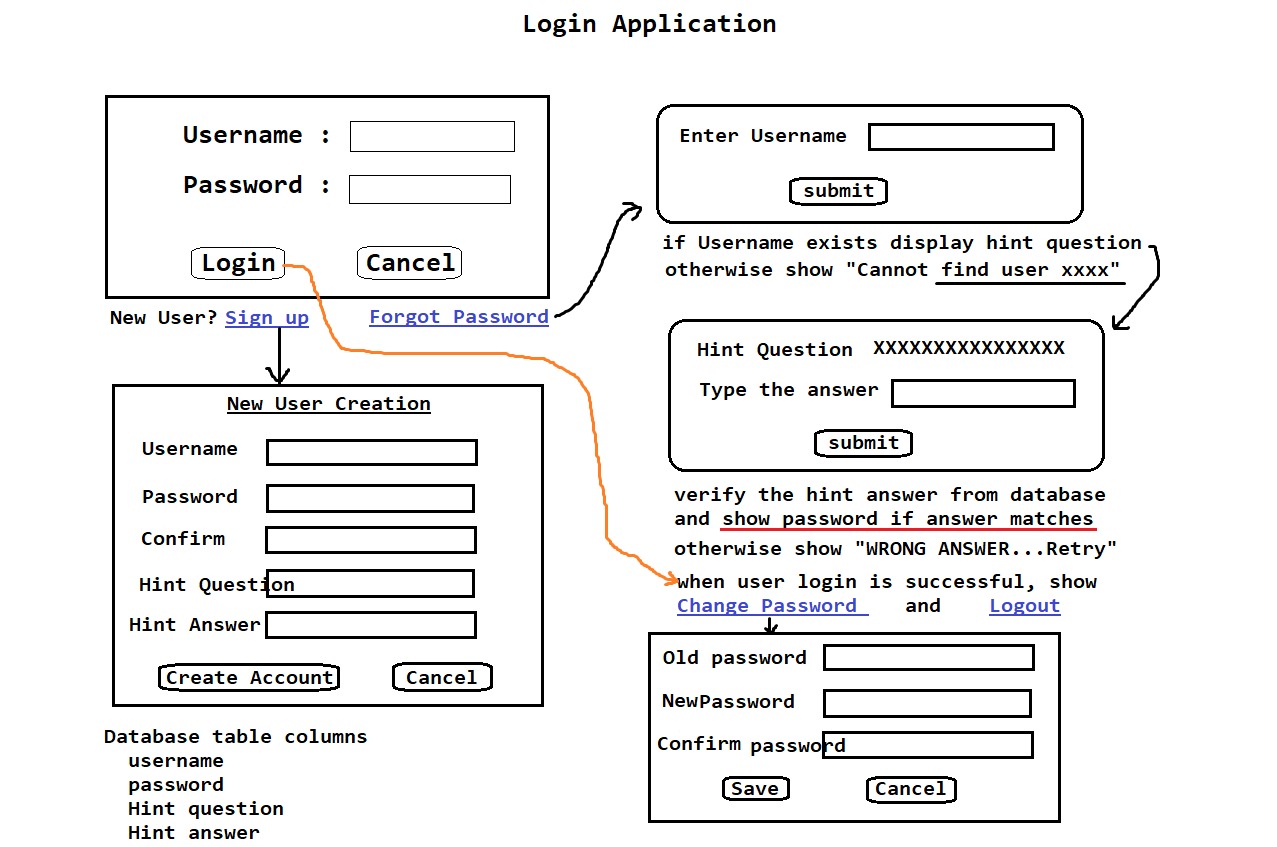 Login Application
Username :
Password :
Login Cancel
New User? Sign up Forgot Password
Enter Username
submit
if Username exists display hint question
otherwise show "Cannot find user xxxx"
Hint Question XXXXXXXXXXXXXXXX
Type the answer
submit
verify the hint answer from database
and show password if answer matches
otherwise show "WRONG ANSWER...Retry"
when user login is successful, show
Change Password and Logout
Old password
NewPassword
Confirm password
Save Cancel
New User Creation
Username
Password
Confirm
Hint Question
Hint Answer
Create Account Cancel
Database table columns
username
password
Hint question
Hint answer